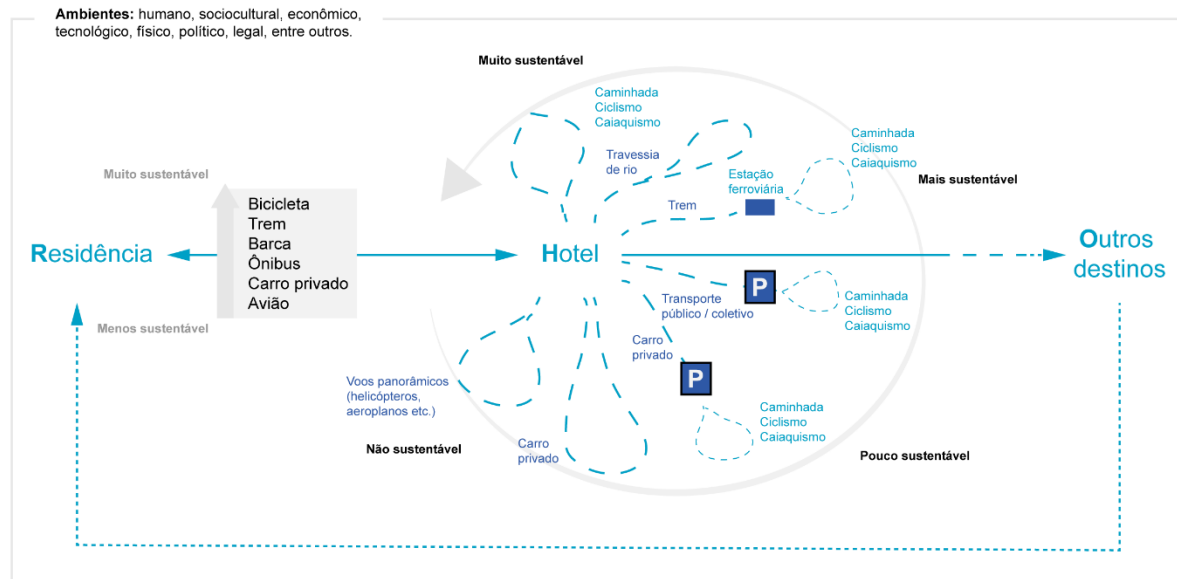 Ambientes: humano, sociocultural, econômico,
tecnológico, físico, político, legal, entre outros.
Muito sustentável
Caminhada
Ciclismo
Caiaquismo
Travessia
de rio
Caminhada
Ciclismo
Caiaquismo
Estação
ferroviária
Trem
Mais sustentável
Muito sustentável
Bicicleta
Trem
Barca
Ônibus
Carro privado
Avião
Menos sustentável
Residência
Hotel
Outros
destinos
P
Transporte
público / coletivo
Caminhada
Ciclismo
Caiaquismo
Carro
privado
P
Caminhada
Ciclismo
Caiaquismo
Voos panorâmicos
(helicópteros,
aeroplanos etc.)
Carro
privado
Não sustentável
Pouco sustentável